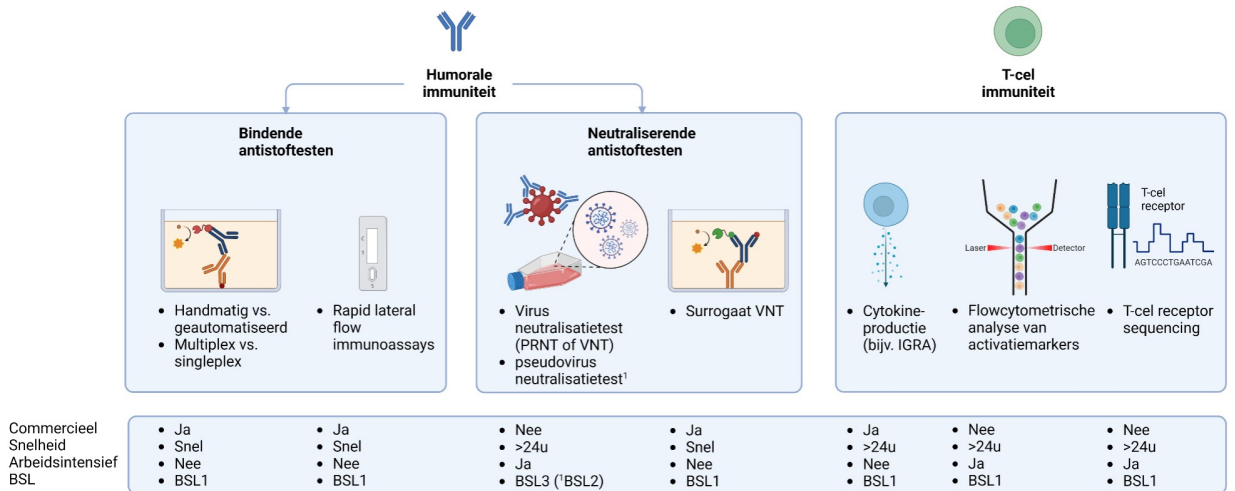 Humorale
immuniteit
T-cel
immuniteit
Bindende
antistoftesten
• Handmatig vs.
geautomatiseerd
• Multiplex vs.
singleplex
C
T
S
• Rapid lateral
flow
immunoassays
Neutraliserende
antistoftesten
• Virus
neutralisatietest
(PRNT of VNT)
• pseudovirus
neutralisatietest¹
• Surrogaat VNT
• Cytokine-
productie
(bijv. IGRA)
Laser
Detector
• Flowcytometrische
analyse van
activatiemarkers
T-cel
receptor
AGTCCCTGAATCGA
• T-cel receptor
sequencing
Commercieel • Ja • Ja • Nee • Ja • Ja • Nee • Nee
Snelheid • Snel • Snel • >24u • Snel • >24u • >24u • >24u
Arbeidsintensief • Nee • Nee • Ja • Nee • Nee • Ja • Ja
BSL • BSL1 • BSL1 • BSL3 (¹BSL2) • BSL1 • BSL1 • BSL1 • BSL1